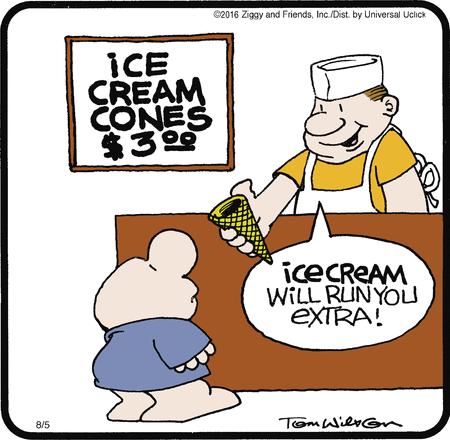 ©2016 Ziggy and Friends, Inc./Dist. by Universal Uclick
ICE
CREAM
CONES
$3.00
ICE CREAM
WILL RUN YOU
EXTRA!
8/5
Tom Wilson